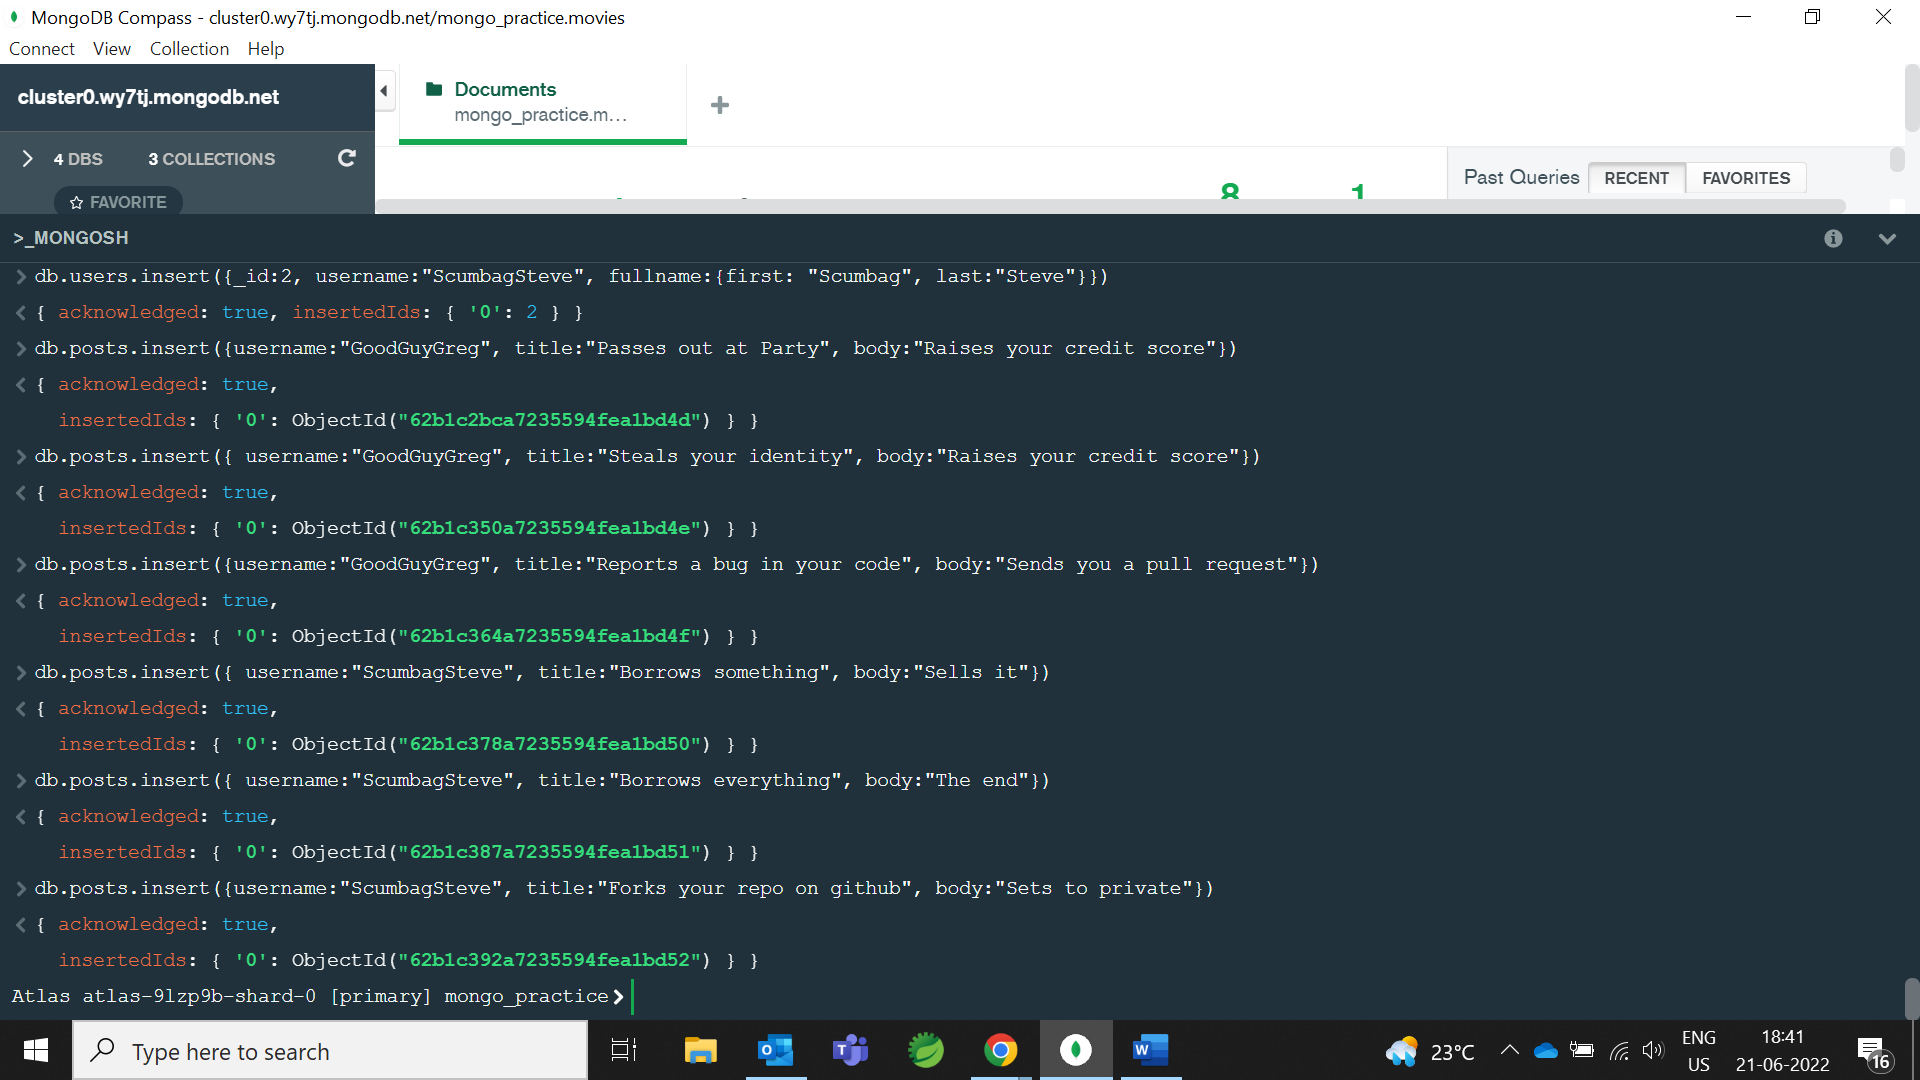 MongoDB Compass - cluster0.wy7tj.mongodb.net/mongo_practice.movies
Connect View Collection Help
cluster0.wy7tj.mongodb.net
Documents
mongo_practice.m...
4 DBS 3 COLLECTIONS
FAVORITE
8 1
Past Queries RECENT FAVORITES
>_MONGOSH
> db.users.insert({_id:2, username:"ScumbagSteve", fullname:{first: "Scumbag", last:"Steve"}})
< { acknowledged: true, insertedIds: { '0': 2 } }
> db.posts.insert({username:"GoodGuyGreg", title:"Passes out at Party", body:"Raises your credit score"})
< { acknowledged: true,
insertedIds: { '0': ObjectId("62b1c2bca7235594fea1bd4d") } }
> db.posts.insert({ username:"GoodGuyGreg", title:"Steals your identity", body:"Raises your credit score"})
< { acknowledged: true,
insertedIds: { '0': ObjectId("62b1c350a7235594fea1bd4e") } }
> db.posts.insert({username:"GoodGuyGreg", title:"Reports a bug in your code", body:"Sends you a pull request"})
< { acknowledged: true,
insertedIds: { '0': ObjectId("62b1c364a7235594fea1bd4f") } }
> db.posts.insert({ username:"ScumbagSteve", title:"Borrows something", body:"Sells it"})
< { acknowledged: true,
insertedIds: { '0': ObjectId("62b1c378a7235594fea1bd50") } }
> db.posts.insert({ username:"ScumbagSteve", title:"Borrows everything", body:"The end"})
< { acknowledged: true,
insertedIds: { '0': ObjectId("62b1c387a7235594fea1bd51") } }
> db.posts.insert({username:"ScumbagSteve", title:"Forks your repo on github", body:"Sets to private"})
< { acknowledged: true,
insertedIds: { '0': ObjectId("62b1c392a7235594fea1bd52") } }
Atlas atlas-9lzp9b-shard-0 [primary] mongo_practice>
Type here to search
23°C
ENG
US
18:41
21-06-2022
16